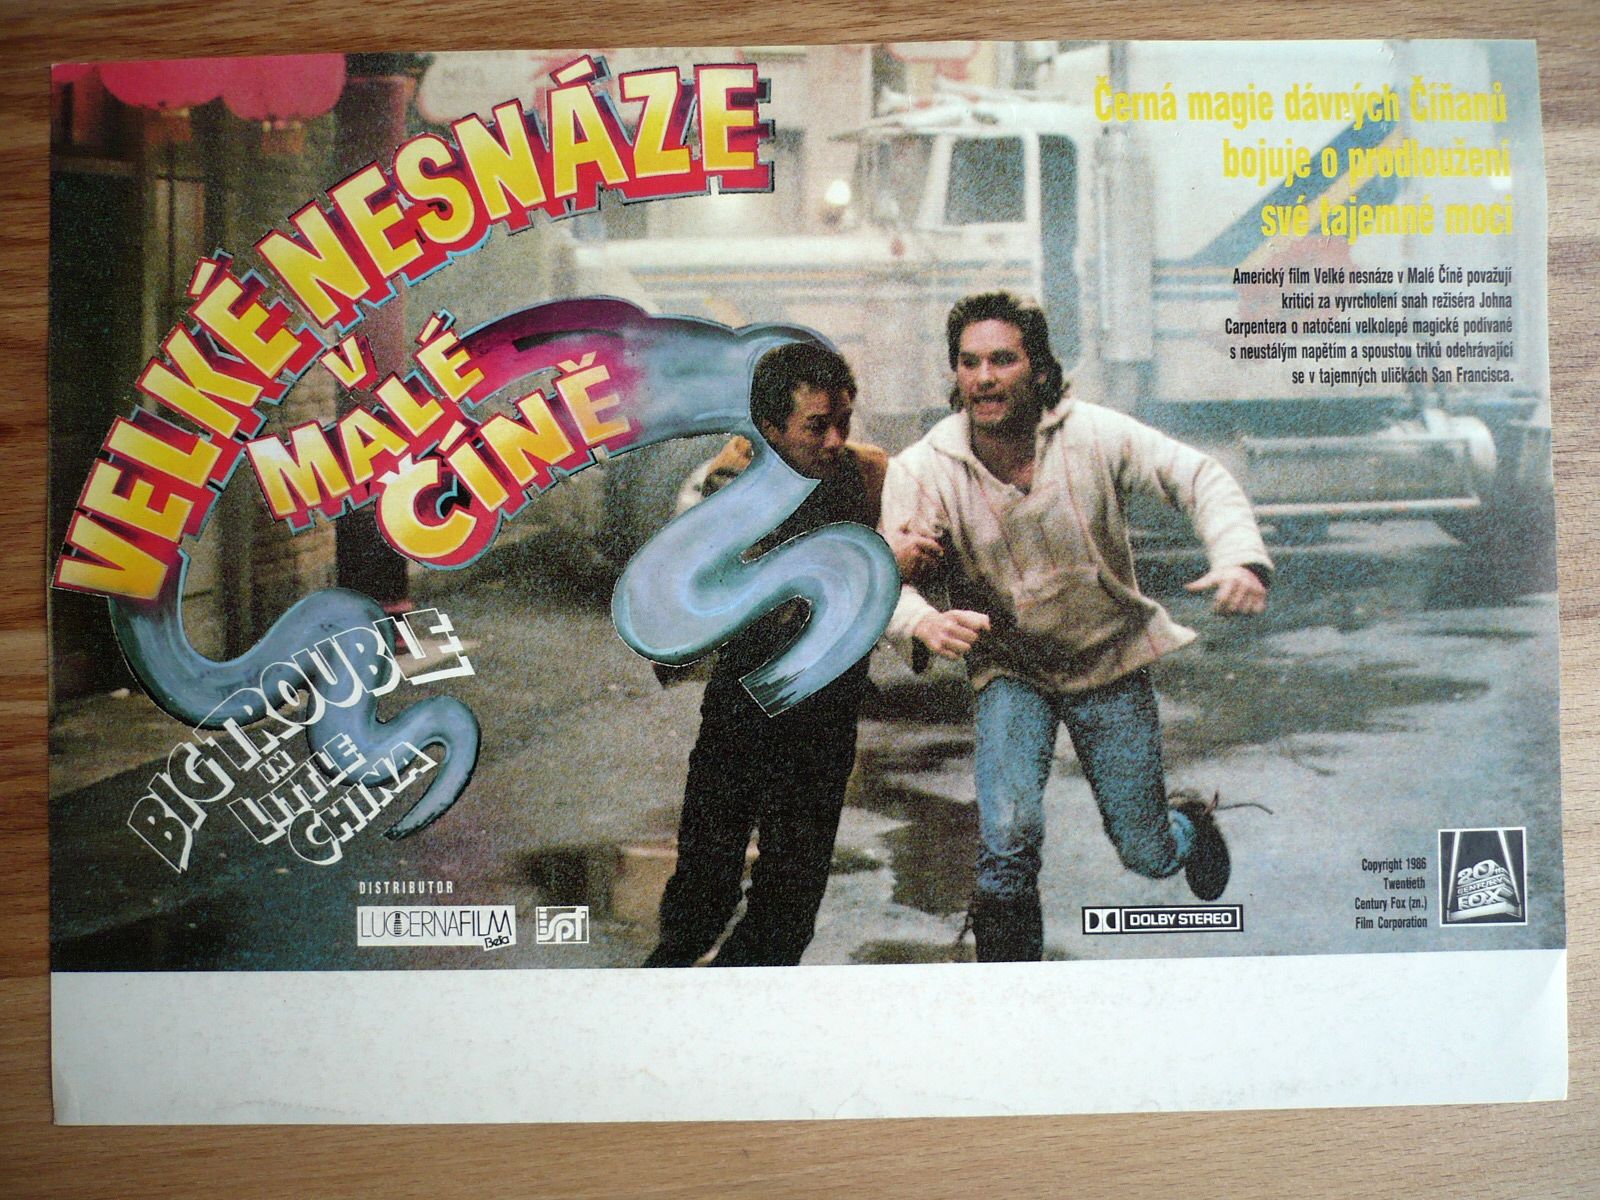 VELKÉ NESNÁZE
V
MALÉ
ČÍNĚ
Černá magie dávných Číňanů
bojuje o prodloužení
své tajemné moci
Americký film Velké nesnáze v Malé Číně považují
kritici za vyvrcholení snah režiséra Johna
Carpentera o natočení velkolepé magické podívané
s neustálým napětím a spoustou triků odehrávající
se v tajemných uličkách San Francisca.
BIG TROUBLE
IN
LITTLE
CHINA
DISTRIBUTOR
LUCERNAFILM
Beta
spf
DOLBY STEREO
Copyright 1986
Twentieth
Century Fox (zn.)
Film Corporation
20th
CENTURY
FOX